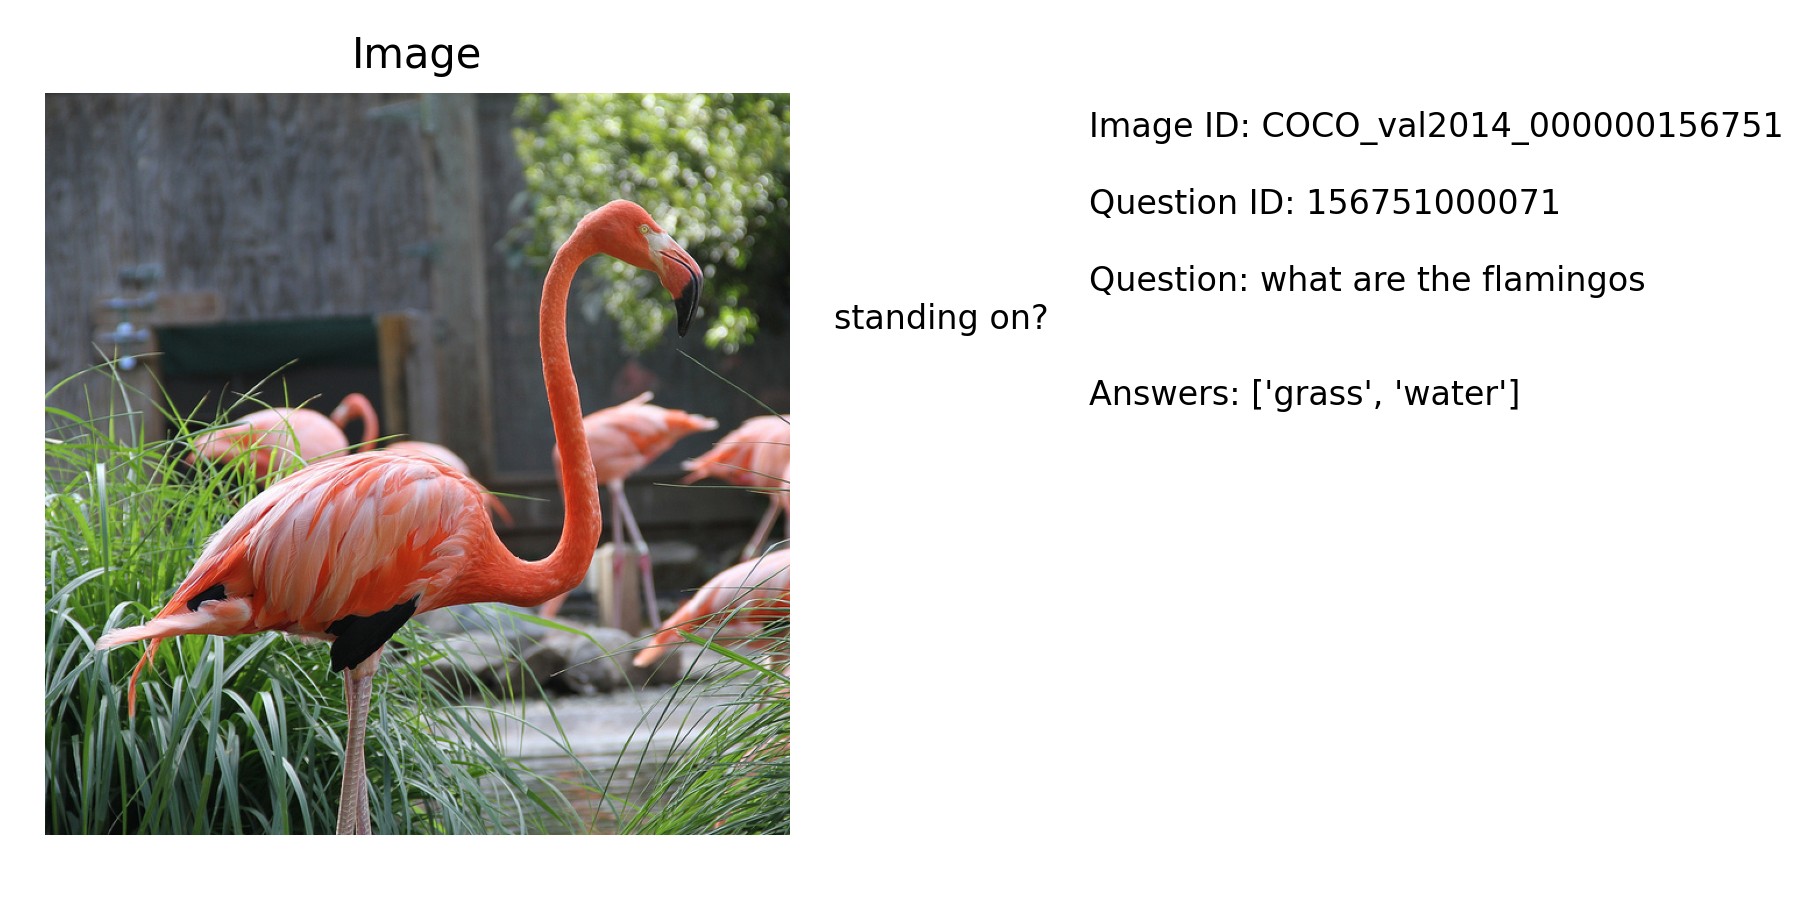 Image
Image ID: COCO_val2014_000000156751
Question ID: 156751000071
Question: what are the flamingos
standing on?
Answers: ['grass', 'water']